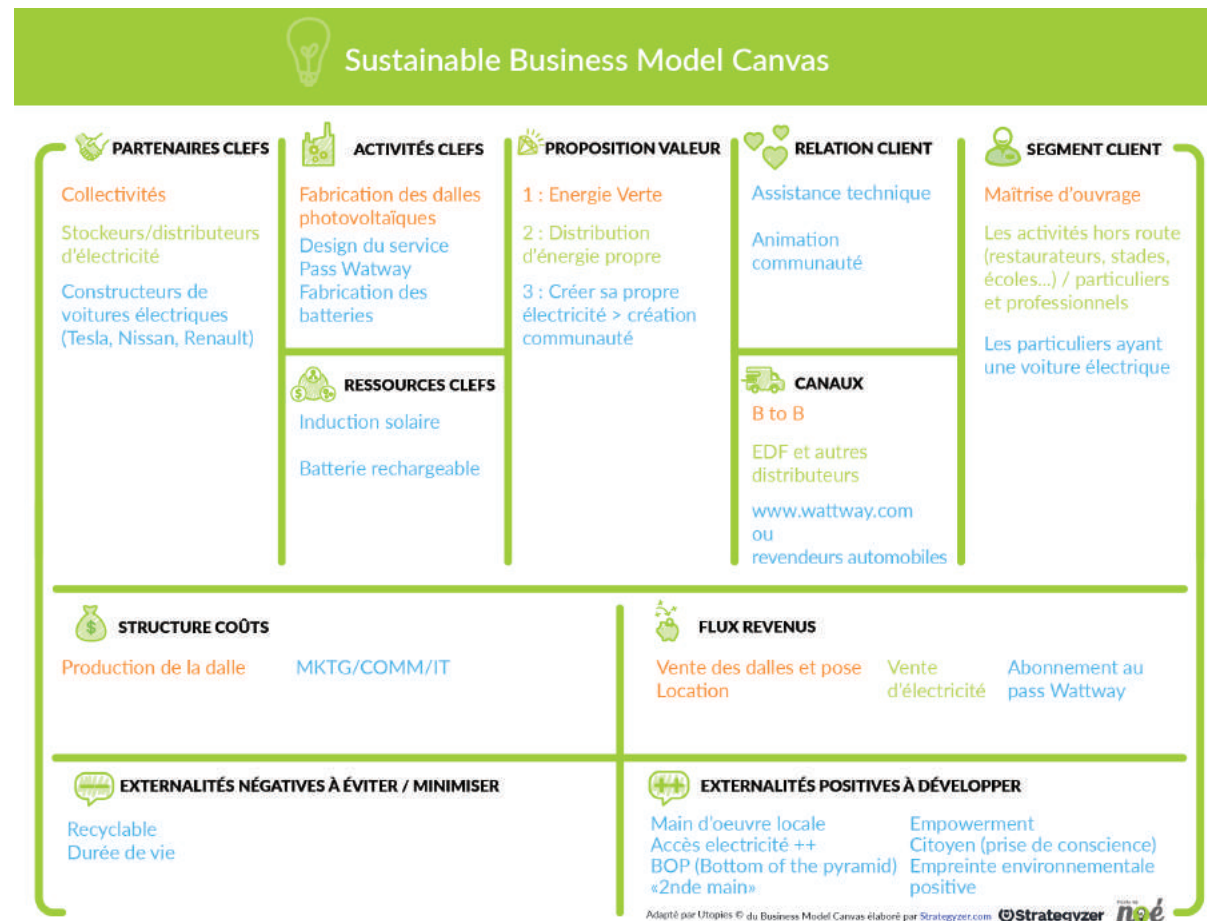 Sustainable Business Model Canvas
PARTENAIRES CLEFS
Collectivités
Stockeurs/distributeurs
d'électricité
Constructeurs de
voitures électriques
(Tesla, Nissan, Renault)
ACTIVITÉS CLEFS
Fabrication des dalles
photovoltaïques
Design du service
Pass Watway
Fabrication des
batteries
RESSOURCES CLEFS
Induction solaire
Batterie rechargeable
PROPOSITION VALEUR
1 : Energie Verte
2 : Distribution
d'énergie propre
3 : Créer sa propre
électricité > création
communauté
RELATION CLIENT
Assistance technique
Animation
communauté
CANAUX
B to B
EDF et autres
distributeurs
www.wattway.com
ou
revendeurs automobiles
SEGMENT CLIENT
Maîtrise d'ouvrage
Les activités hors route
(restaurateurs, stades,
écoles...) / particuliers
et professionnels
Les particuliers ayant
une voiture électrique
STRUCTURE COÛTS
Production de la dalle
MKTG/COMM/IT
FLUX REVENUS
Vente des dalles et pose
Location
Vente
d'électricité
Abonnement au
pass Wattway
EXTERNALITÉS NÉGATIVES À ÉVITER / MINIMISER
Recyclable
Durée de vie
EXTERNALITÉS POSITIVES À DÉVELOPPER
Main d'oeuvre locale
Accès electricité ++
BOP (Bottom of the pyramid)
«2nde main»
Empowerment
Citoyen (prise de conscience)
Empreinte environnementale
positive
Adapté par Utopies © du Business Model Canvas élaboré par Strategyzer.com
Strategyzer
noé